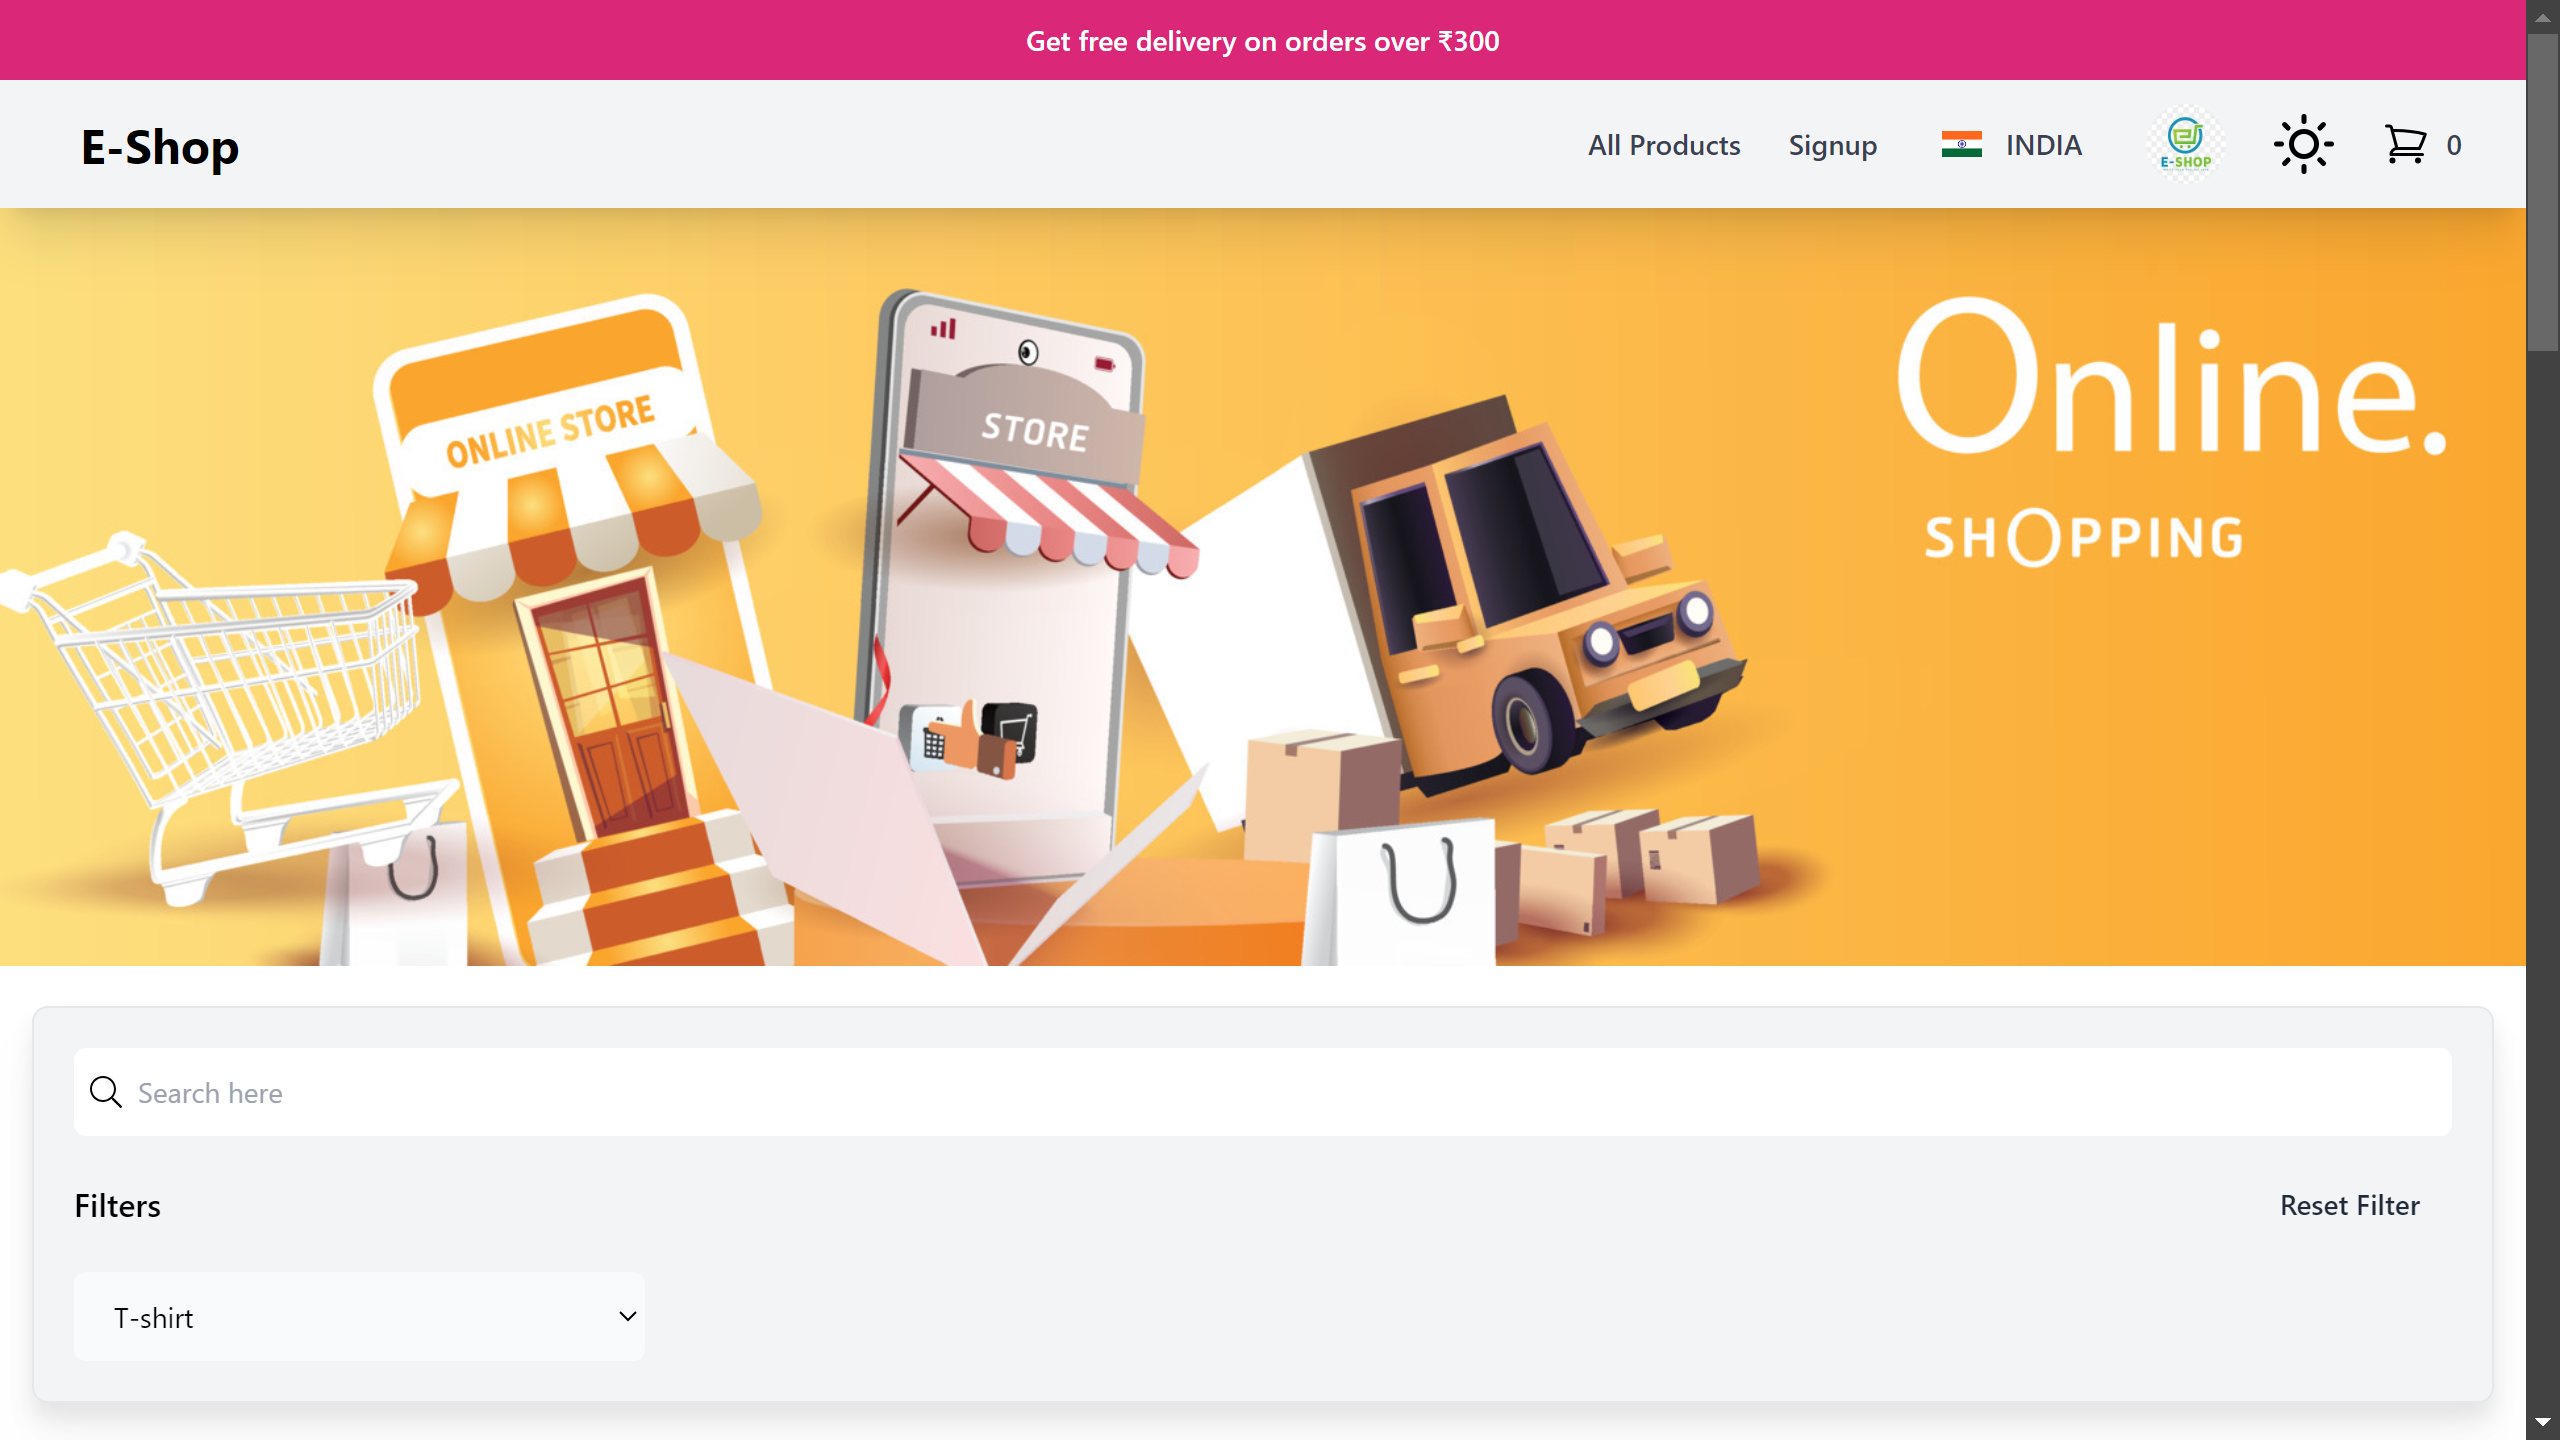 Get free delivery on orders over ₹300
E-Shop
All Products
Signup
INDIA
E-SHOP
0
ONLINE STORE
STORE
Online.
SHOPPING
Search here
Filters
Reset Filter
T-shirt